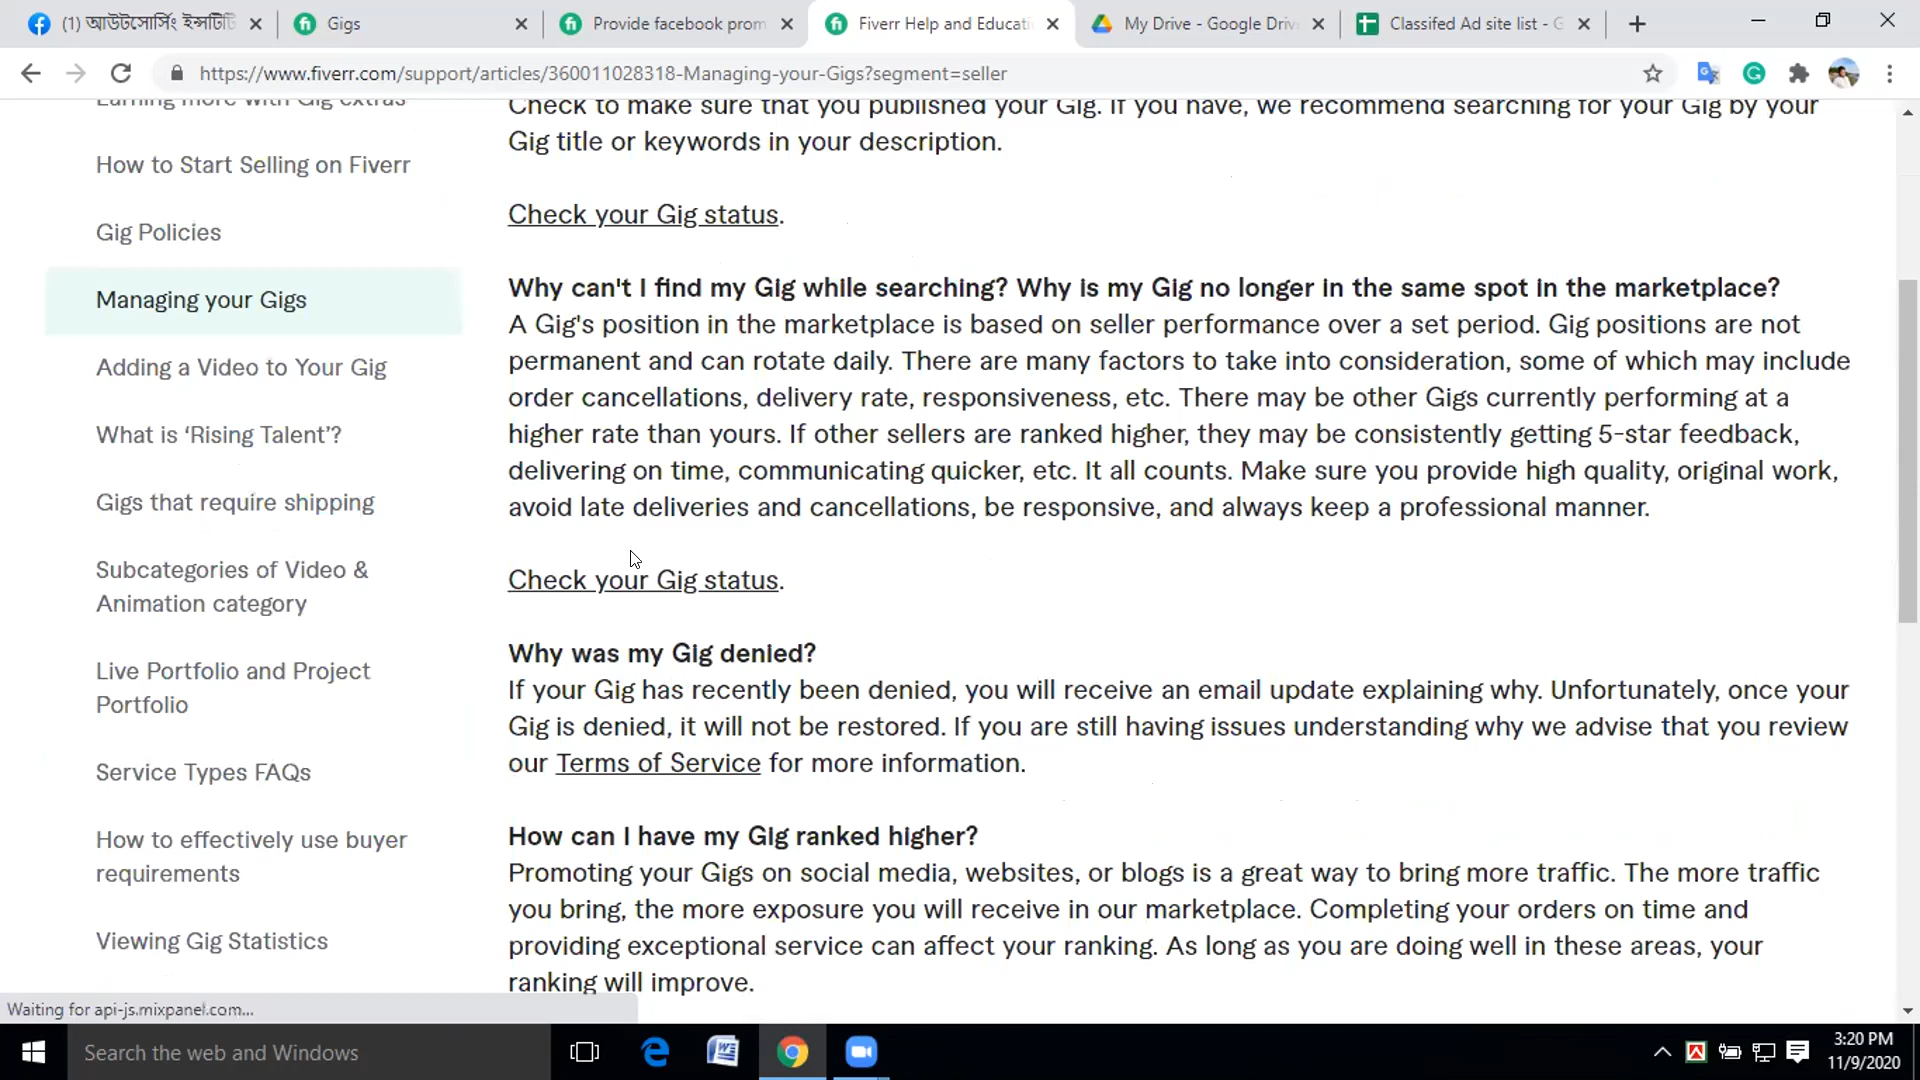 (1) আউটসোর্সিং ইন্সটিটি
Gigs
Provide facebook prom
Fiverr Help and Educati
My Drive - Google Driv
Classifed Ad site list - G
https://www.fiverr.com/support/articles/360011028318-Managing-your-Gigs?segment=seller
Earning more with Gig extras
How to Start Selling on Fiverr
Gig Policies
Managing your Gigs
Adding a Video to Your Gig
What is ‘Rising Talent’?
Gigs that require shipping
Subcategories of Video &
Animation category
Live Portfolio and Project
Portfolio
Service Types FAQs
How to effectively use buyer
requirements
Viewing Gig Statistics
Check to make sure that you published your Gig. If you have, we recommend searching for your Gig by your
Gig title or keywords in your description.
Check your Gig status.
Why can't I find my Gig while searching? Why is my Gig no longer in the same spot in the marketplace?
A Gig's position in the marketplace is based on seller performance over a set period. Gig positions are not
permanent and can rotate daily. There are many factors to take into consideration, some of which may include
order cancellations, delivery rate, responsiveness, etc. There may be other Gigs currently performing at a
higher rate than yours. If other sellers are ranked higher, they may be consistently getting 5-star feedback,
delivering on time, communicating quicker, etc. It all counts. Make sure you provide high quality, original work,
avoid late deliveries and cancellations, be responsive, and always keep a professional manner.
Check your Gig status.
Why was my Gig denied?
If your Gig has recently been denied, you will receive an email update explaining why. Unfortunately, once your
Gig is denied, it will not be restored. If you are still having issues understanding why we advise that you review
our Terms of Service for more information.
How can I have my Gig ranked higher?
Promoting your Gigs on social media, websites, or blogs is a great way to bring more traffic. The more traffic
you bring, the more exposure you will receive in our marketplace. Completing your orders on time and
providing exceptional service can affect your ranking. As long as you are doing well in these areas, your
ranking will improve.
Waiting for api-js.mixpanel.com...
Search the web and Windows
3:20 PM
11/9/2020